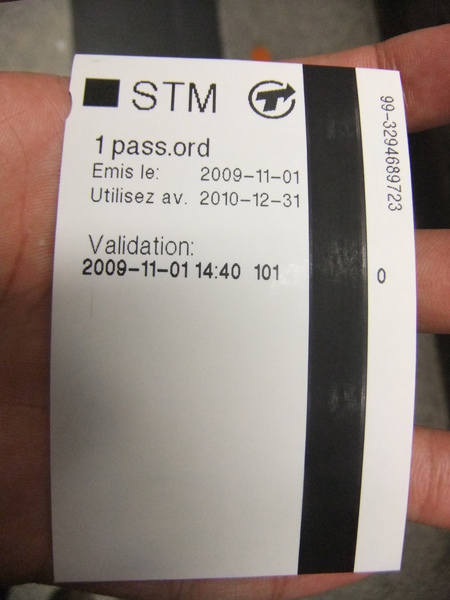 STM
1 pass.ord
Emis le: 2009-11-01
Utilisez av. 2010-12-31
Validation:
2009-11-01 14:40 101
0
99-3294689723